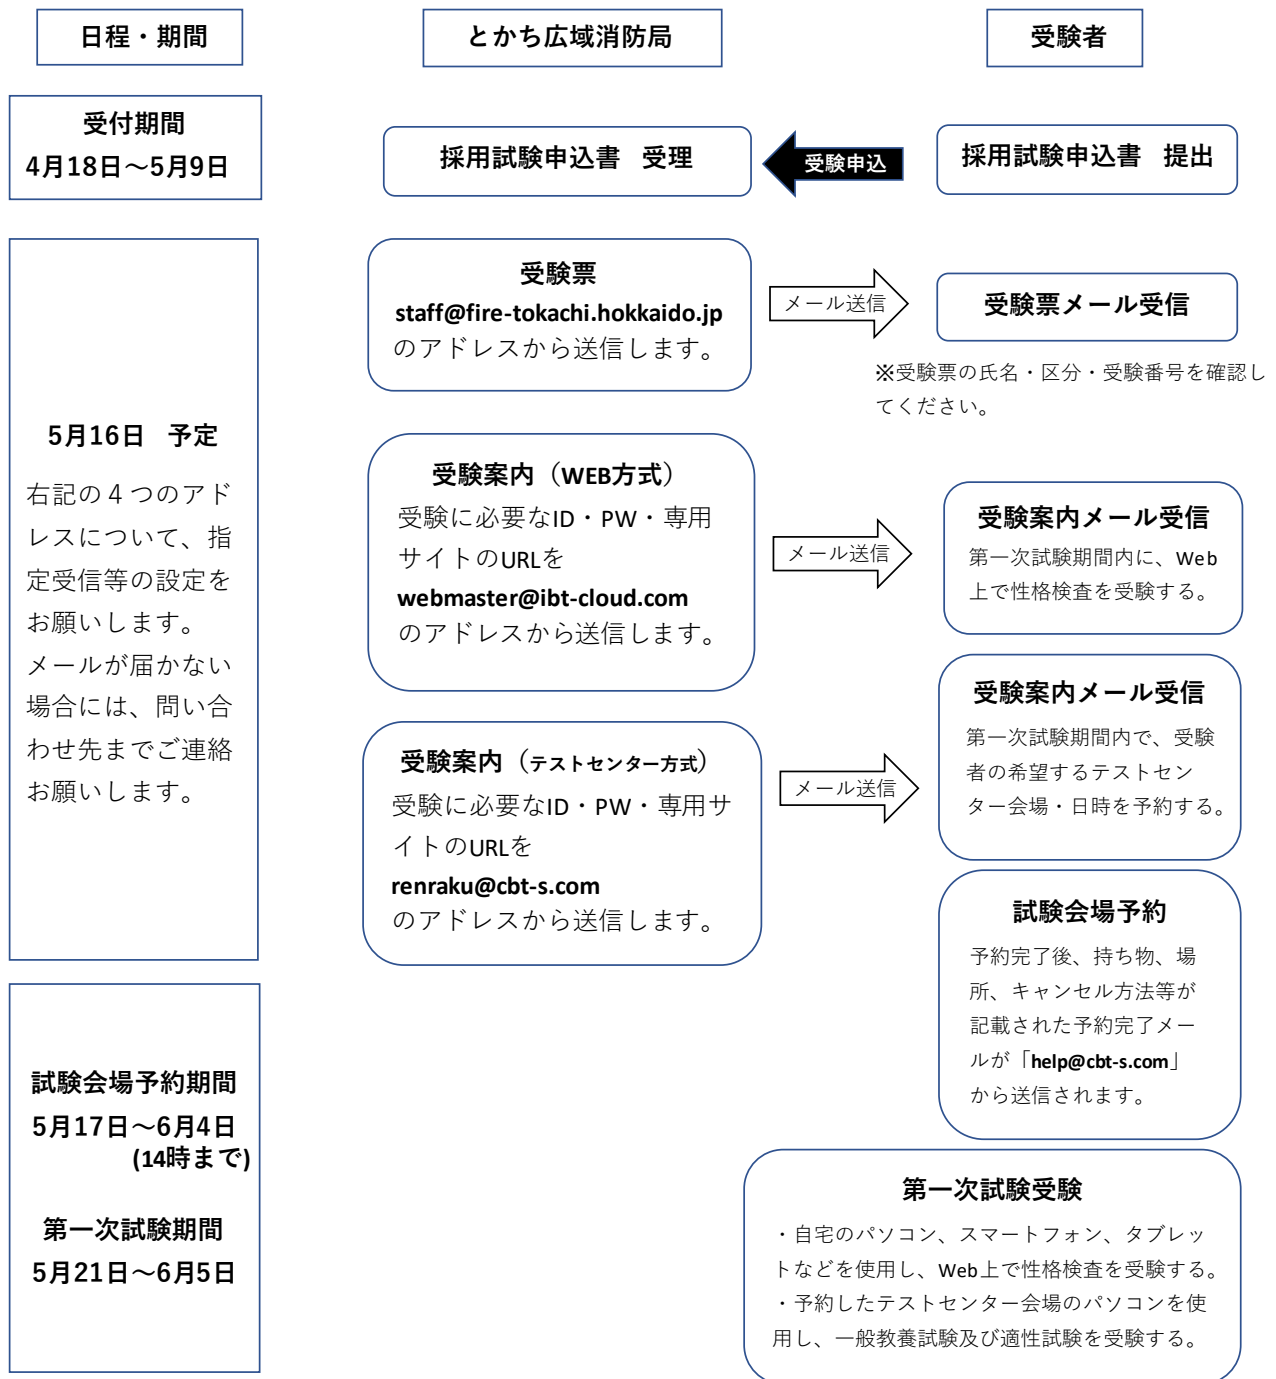 日程・期間
とかち広域消防局
受験者
受付期間
4月18日～5月9日
採用試験申込書　受理
受験申込
採用試験申込書　提出
5月16日　予定
右記の４つのアド
レスについて、指
定受信等の設定を
お願いします。
メールが届かない
場合には、問い合
わせ先までご連絡
お願いします。
受験票
staff@fire-tokachi.hokkaido.jp
のアドレスから送信します。
メール送信
受験票メール受信
※受験票の氏名・区分・受験番号を確認し
てください。
受験案内（WEB方式）
受験に必要なID・PW・専用
サイトのURLを
webmaster@ibt-cloud.com
のアドレスから送信します。
メール送信
受験案内メール受信
第一次試験期間内に、Web
上で性格検査を受験する。
受験案内（テストセンター方式）
受験に必要なID・PW・専用サ
イトのURLを
renraku@cbt-s.com
のアドレスから送信します。
メール送信
受験案内メール受信
第一次試験期間内で、受験
者の希望するテストセン
ター会場・日時を予約する。
試験会場予約
予約完了後、持ち物、場
所、キャンセル方法等が
記載された予約完了メー
ルが「help@cbt-s.com」
から送信されます。
試験会場予約期間
5月17日～6月4日
(14時まで)
第一次試験期間
5月21日～6月5日
第一次試験受験
・自宅のパソコン、スマートフォン、タブレッ
トなどを使用し、Web上で性格検査を受験する。
・予約したテストセンター会場のパソコンを使
用し、一般教養試験及び適性試験を受験する。